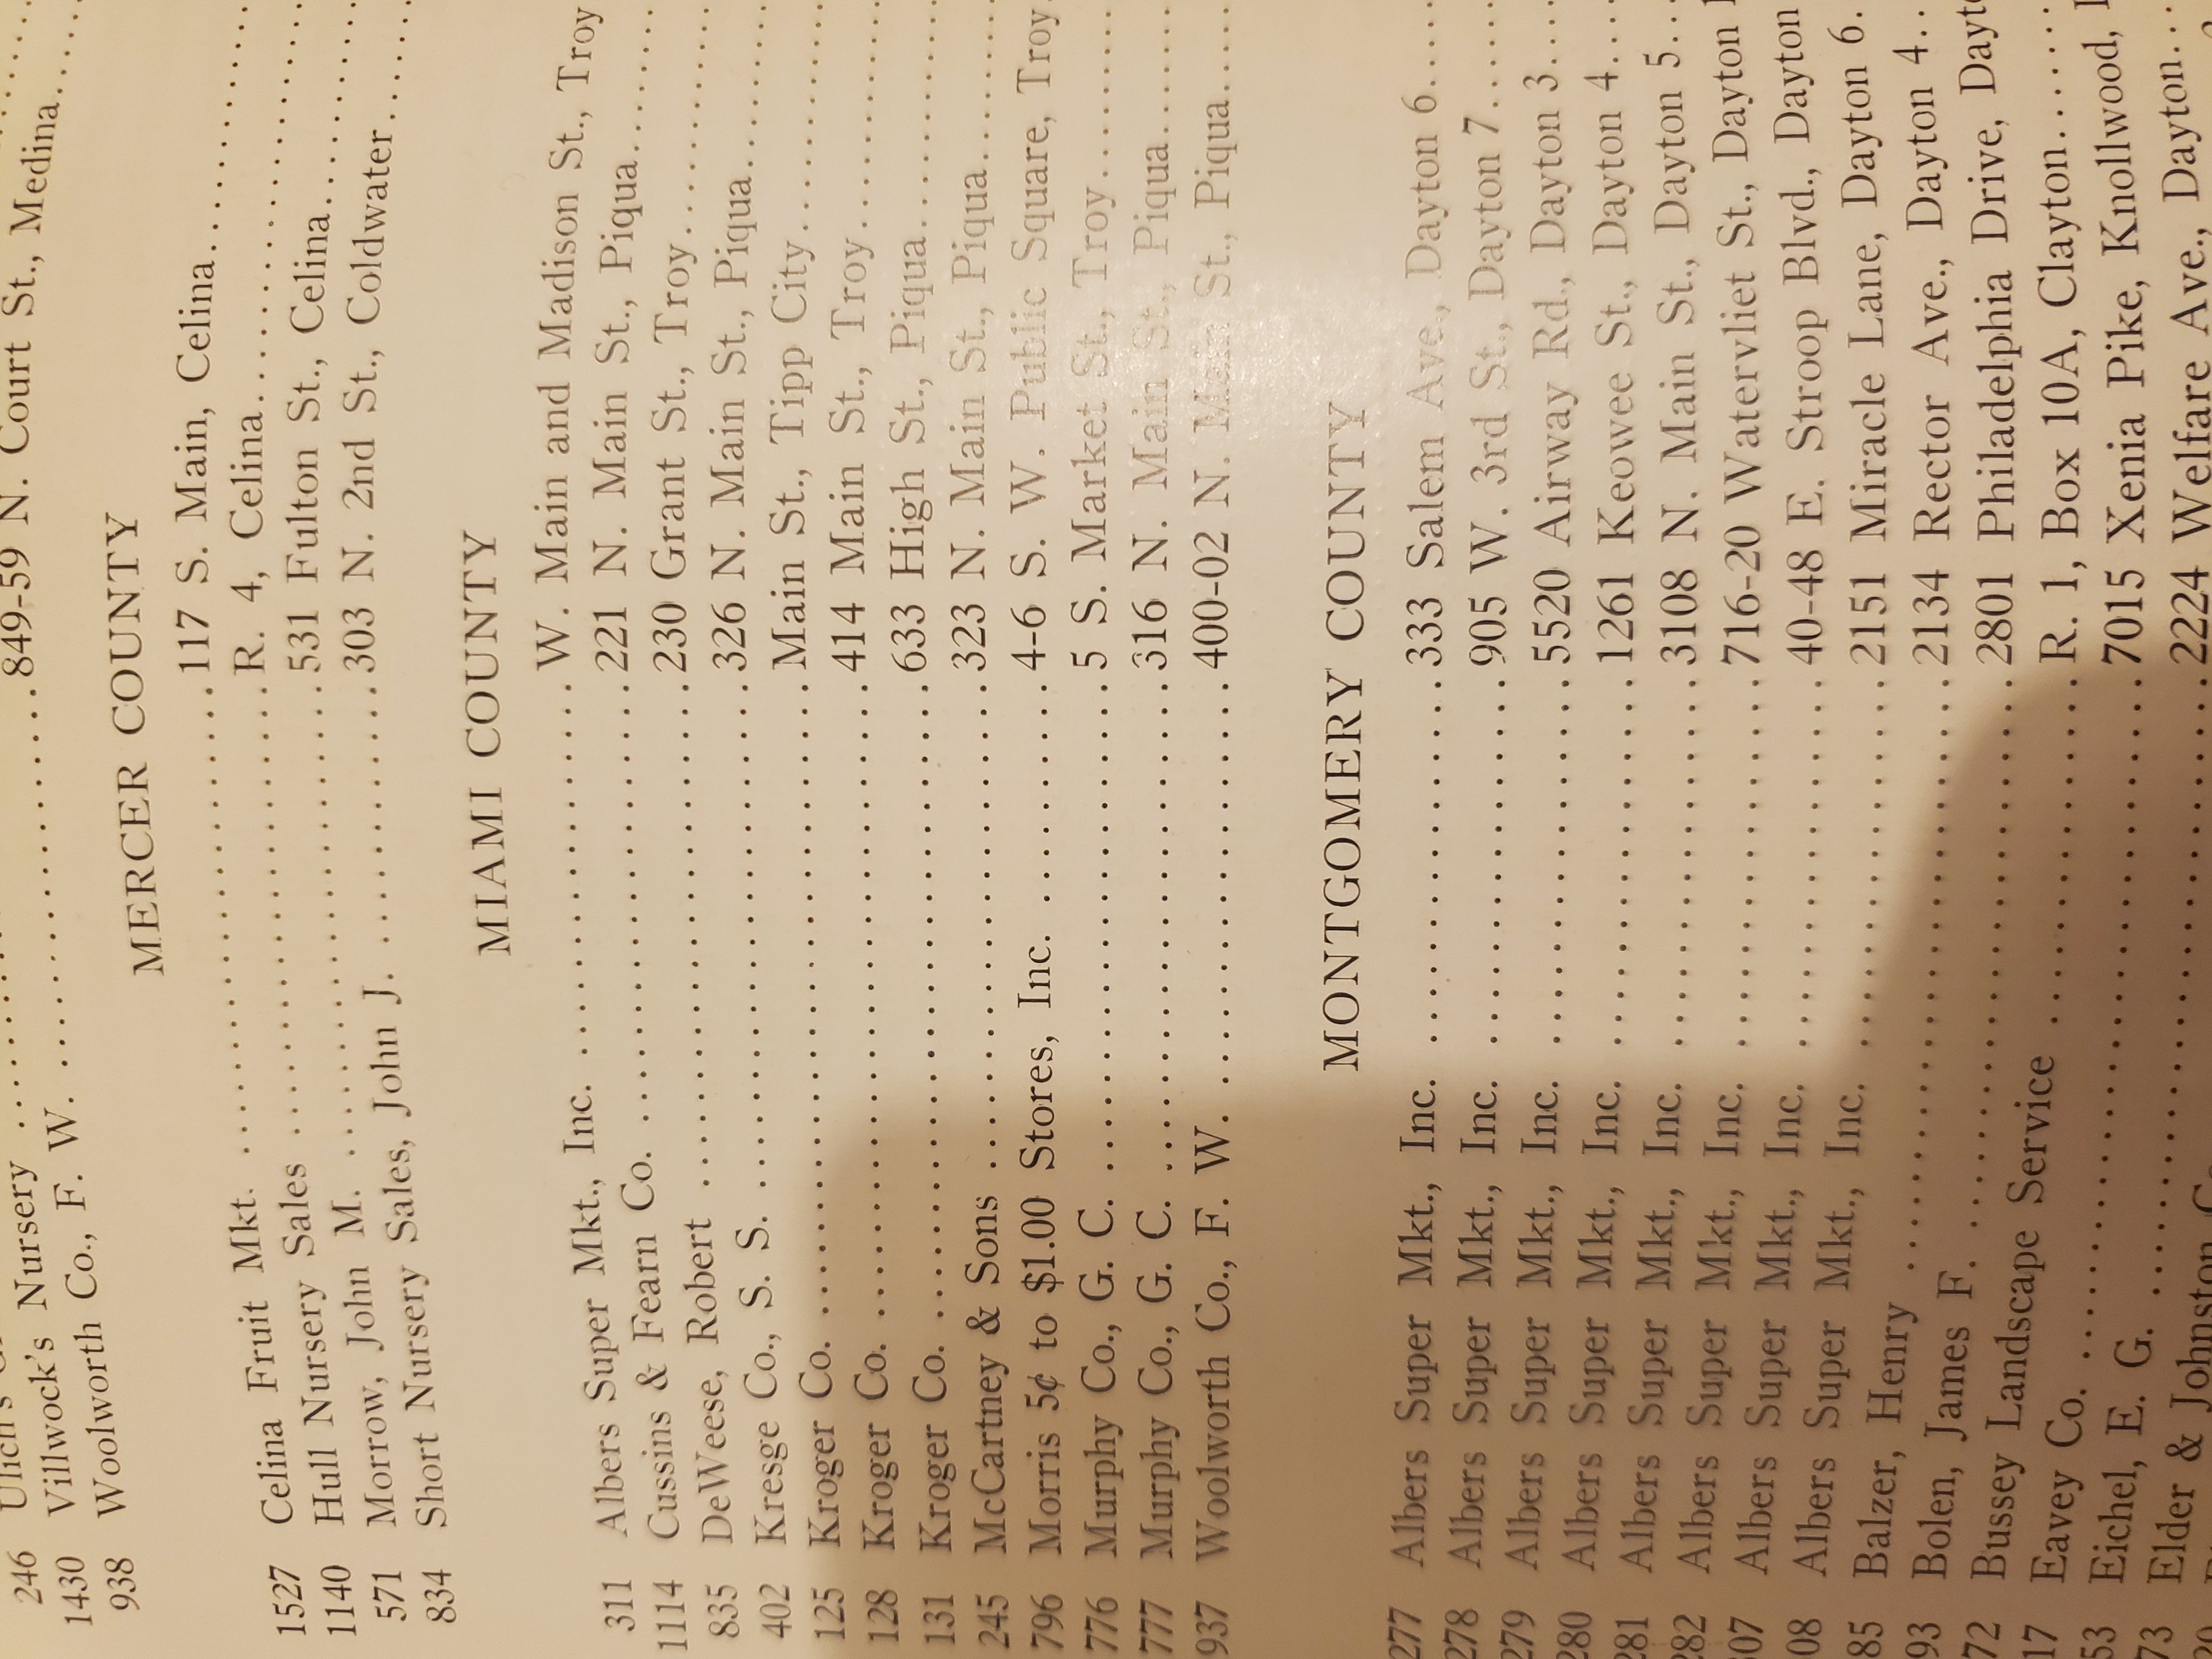 246 Ulich's
1430 Villwock's Nursery ........
938 Woolworth Co., F. W. ........ 849-59 N. Court St., Medina........
MERCER COUNTY
1527 Celina Fruit Mkt. ........ 117 S. Main, Celina........
1140 Hull Nursery Sales ........ R. 4, Celina........
571 Morrow, John M. ........ 531 Fulton St., Celina........
834 Short Nursery Sales, John J. ........ 303 N. 2nd St., Coldwater........
MIAMI COUNTY
311 Albers Super Mkt., Inc. ........ W. Main and Madison St., Troy
1114 Cussins & Fearn Co. ........ 221 N. Main St., Piqua........
835 DeWeese, Robert ........ 230 Grant St., Troy........
402 Kresge Co., S. S. ........ 326 N. Main St., Piqua........
125 Kroger Co. ........ Main St., Tipp City........
128 Kroger Co. ........ 414 Main St., Troy........
131 Kroger Co. ........ 633 High St., Piqua........
245 McCartney & Sons ........ 323 N. Main St., Piqua........
796 Morris 5¢ to $1.00 Stores, Inc. ........ 4-6 S. W. Public Square, Troy.
776 Murphy Co., G. C. ........ 5 S. Market St., Troy........
777 Murphy Co., G. C. ........ 316 N. Main St., Piqua........
937 Woolworth Co., F. W. ........ 400-02 N. Main St., Piqua........
MONTGOMERY COUNTY
277 Albers Super Mkt., Inc. ........ 333 Salem Ave., Dayton 6........
278 Albers Super Mkt., Inc. ........ 905 W. 3rd St., Dayton 7........
279 Albers Super Mkt., Inc. ........ 5520 Airway Rd., Dayton 3........
280 Albers Super Mkt., Inc. ........ 1261 Keowee St., Dayton 4........
281 Albers Super Mkt., Inc. ........ 3108 N. Main St., Dayton 5........
282 Albers Super Mkt., Inc. ........ 716-20 Watervliet St., Dayton
307 Albers Super Mkt., Inc. ........ 40-48 E. Stroop Blvd., Dayton
08 Albers Super Mkt., Inc. ........ 2151 Miracle Lane, Dayton 6.
85 Balzer, Henry ........ 2134 Rector Ave., Dayton 4..
93 Bolen, James F. ........ 2801 Philadelphia Drive, Dayto
72 Bussey Landscape Service ........ R. 1, Box 10A, Clayton........
17 Eavey Co. ........ 7015 Xenia Pike, Knollwood,
53 Eichel, E. G. ........ 2224 Welfare Ave., Dayton...
73 Elder & Johnston